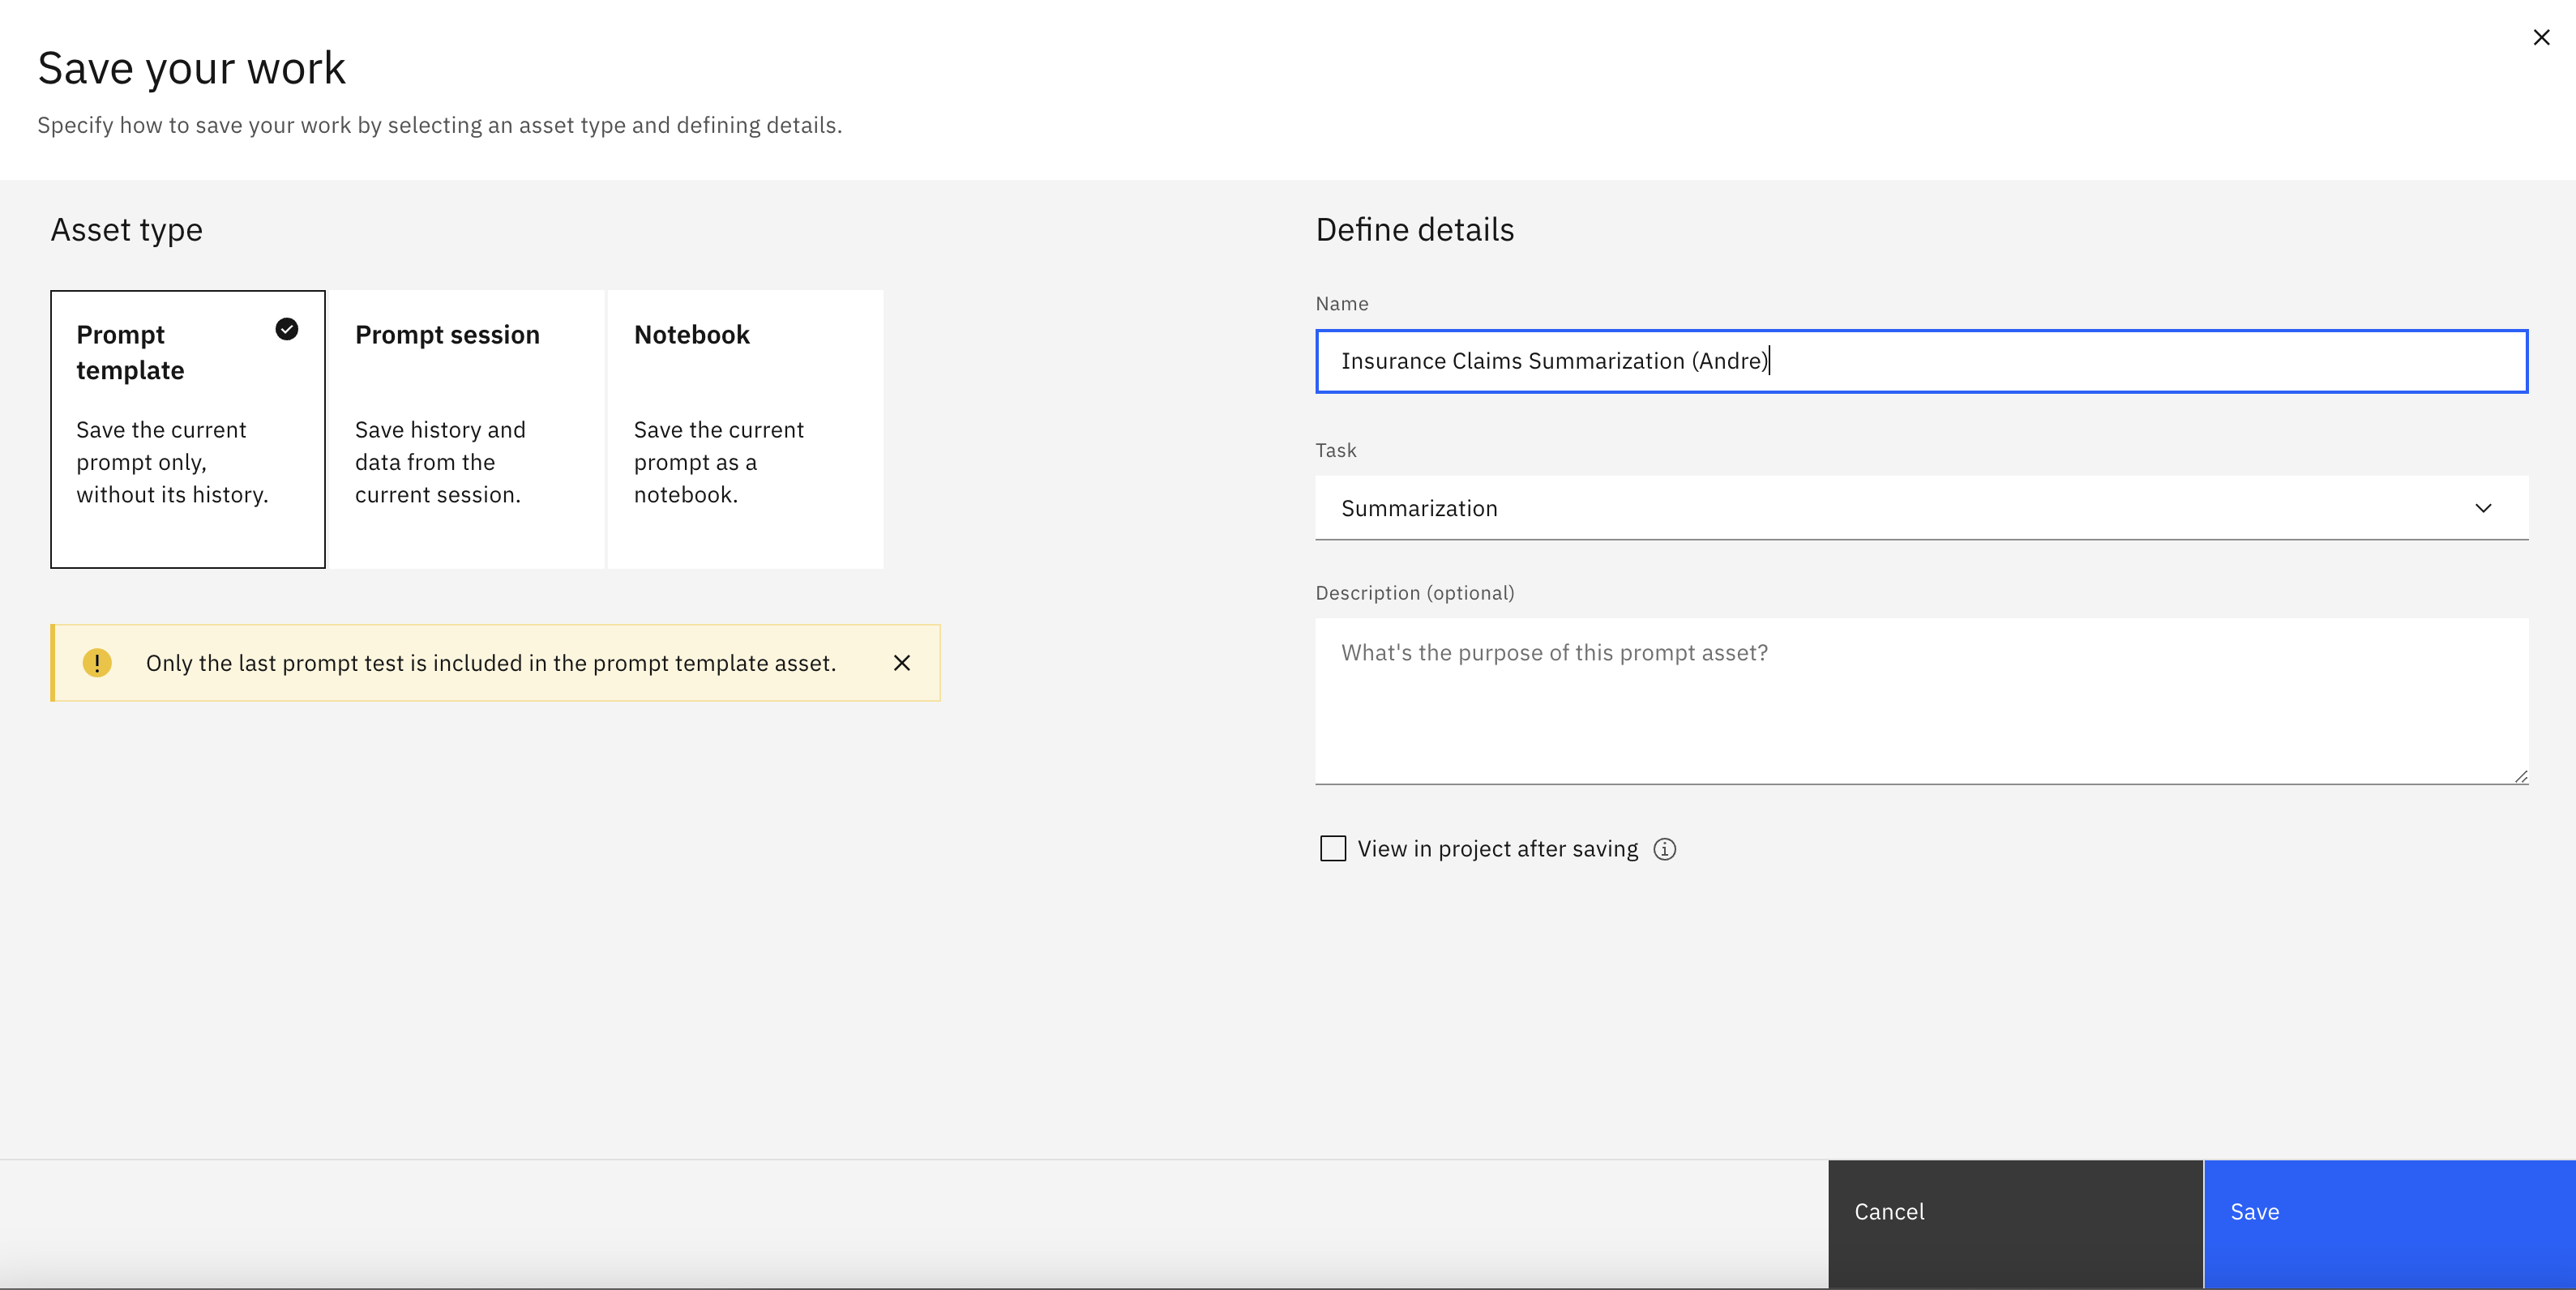 Save your work
Specify how to save your work by selecting an asset type and defining details.
Asset type
Prompt
template
Save the current
prompt only,
without its history.
Prompt session
Save history and
data from the
current session.
Notebook
Save the current
prompt as a
notebook.
Only the last prompt test is included in the prompt template asset.
Define details
Name
Insurance Claims Summarization (Andre)
Task
Summarization
Description (optional)
What's the purpose of this prompt asset?
View in project after saving
Cancel
Save